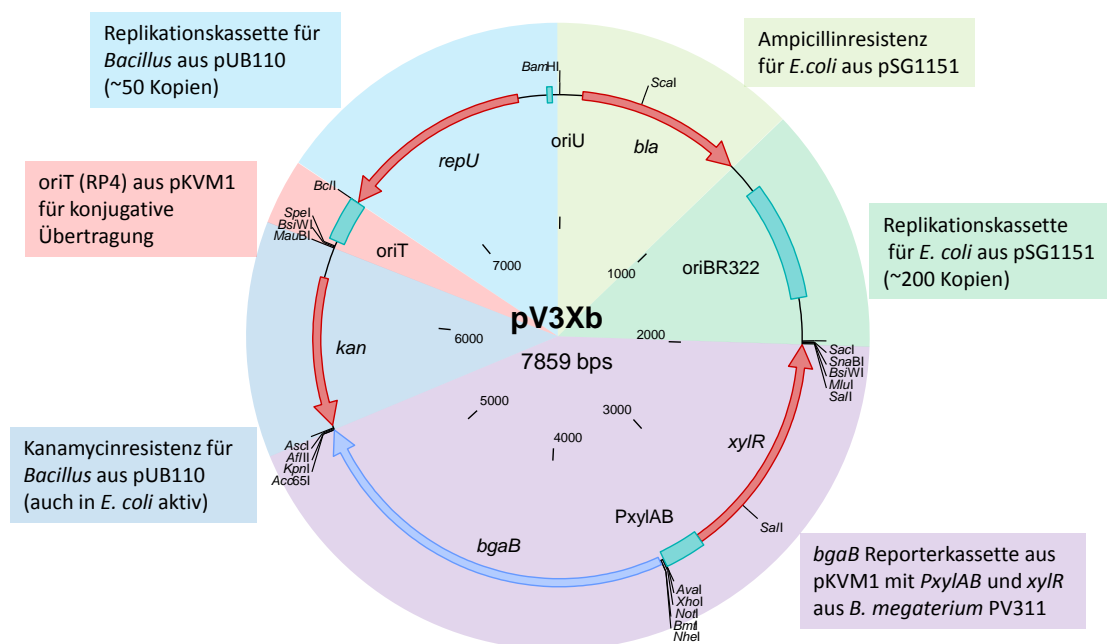 Replikationskassette für
Bacillus aus pUB110
(~50 Kopien)
Ampicillinresistenz
für E.coli aus pSG1151
oriT (RP4) aus pKVM1
für konjugative
Übertragung
Replikationskassette
für E. coli aus pSG1151
(~200 Kopien)
Kanamycinresistenz für
Bacillus aus pUB110
(auch in E. coli aktiv)
bgaB Reporterkassette aus
pKVM1 mit PxylAB und xylR
aus B. megaterium PV311
BamHI
ScaI
oriU
bla
repU
BclI
SpeI
BsiWI
MauBI
oriT
oriBR322
7000
1000
pV3Xb
7859 bps
6000
2000
kan
5000
3000
4000
SacI
SnaBI
BsiWI
MluI
SalI
xylR
AscI
AflII
KpnI
Acc65I
SalI
PxylAB
bgaB
AvaI
XhoI
NotI
BmtI
NheI